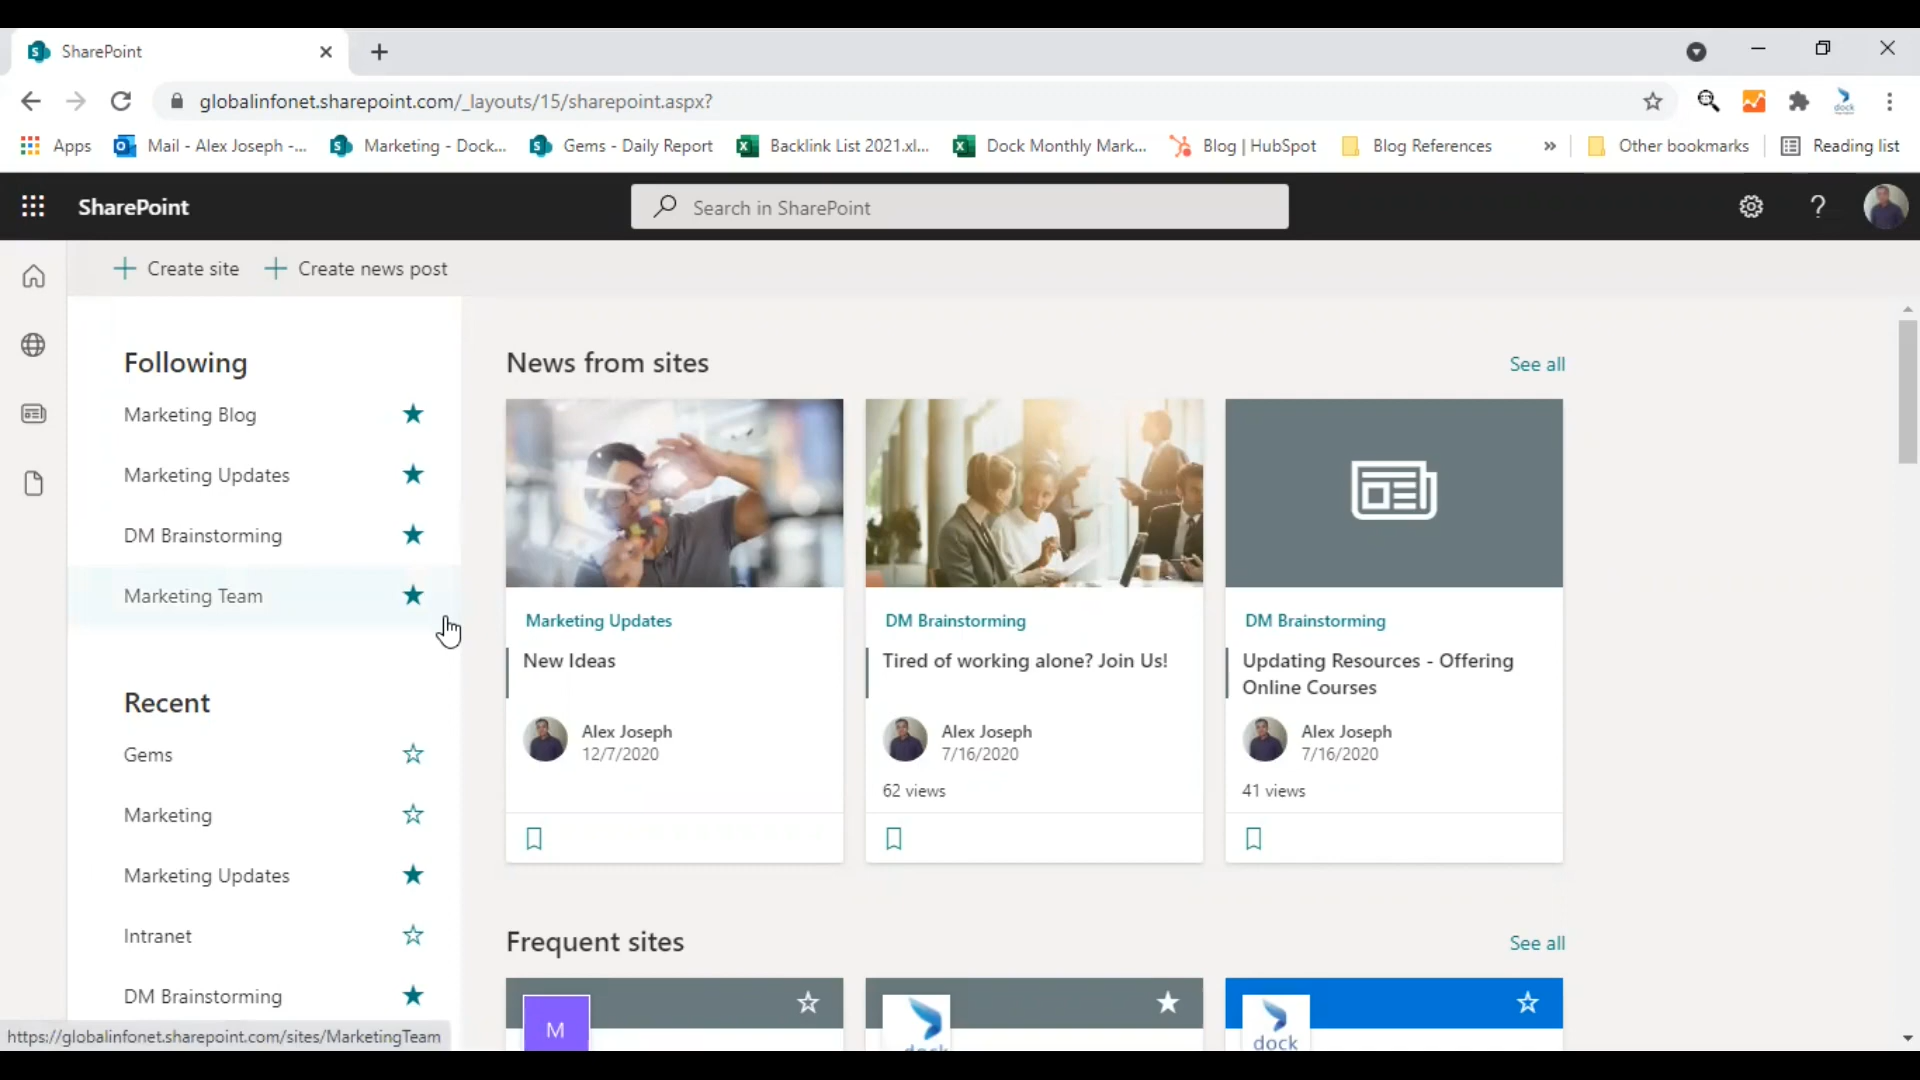 SharePoint
globalinfonet.sharepoint.com/_layouts/15/sharepoint.aspx?
Apps
Mail - Alex Joseph -...
Marketing - Dock...
Gems - Daily Report
Backlink List 2021.xl...
Dock Monthly Mark...
Blog | HubSpot
Blog References
»
Other bookmarks
Reading list
SharePoint
Search in SharePoint
?
Create site
Create news post
Following
Marketing Blog
Marketing Updates
DM Brainstorming
Marketing Team
Recent
Gems
Marketing
Marketing Updates
Intranet
DM Brainstorming
https://globalinfonet.sharepoint.com/sites/MarketingTeam
News from sites
See all
Marketing Updates
New Ideas
Alex Joseph
12/7/2020
DM Brainstorming
Tired of working alone? Join Us!
Alex Joseph
7/16/2020
62 views
DM Brainstorming
Updating Resources - Offering
Online Courses
Alex Joseph
7/16/2020
41 views
Frequent sites
See all
M
dock
dock